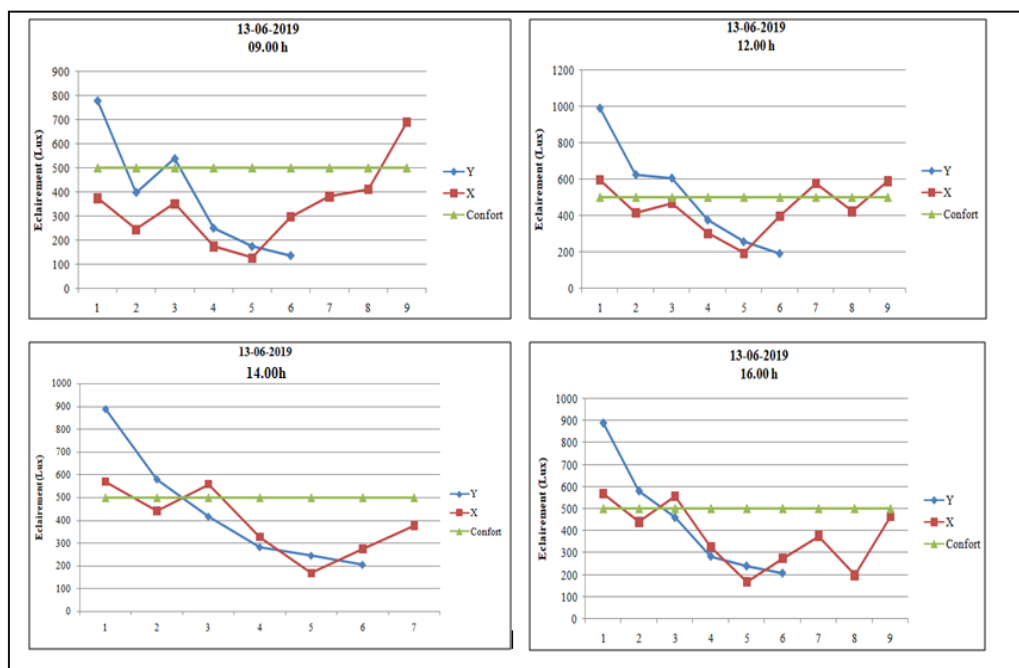 13-06-2019
09.00 h
Eclairement (Lux)
900
800
700
600
500
400
300
200
100
0
1 2 3 4 5 6 7 8 9
Y
X
Confort
13-06-2019
12.00 h
Eclairement (Lux)
1200
1000
800
600
400
200
0
1 2 3 4 5 6 7 8 9
Y
X
Confort
13-06-2019
14.00h
Eclairement (Lux)
1000
900
800
700
600
500
400
300
200
100
0
1 2 3 4 5 6 7
Y
X
Confort
13-06-2019
16.00 h
Eclairement (Lux)
1000
900
800
700
600
500
400
300
200
100
0
1 2 3 4 5 6 7 8 9
Y
X
Confort